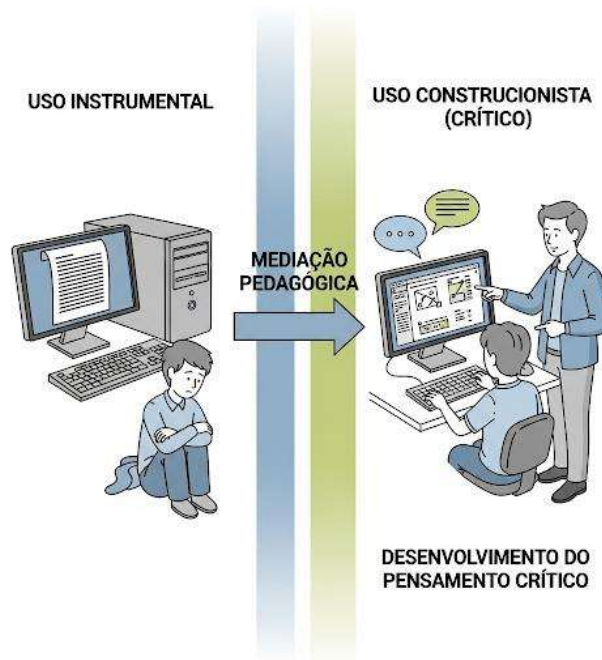 USO INSTRUMENTAL
USO CONSTRUCIONISTA
(CRÍTICO)
MEDIAÇÃO
PEDAGÓGICA
DESENVOLVIMENTO DO
PENSAMENTO CRÍTICO